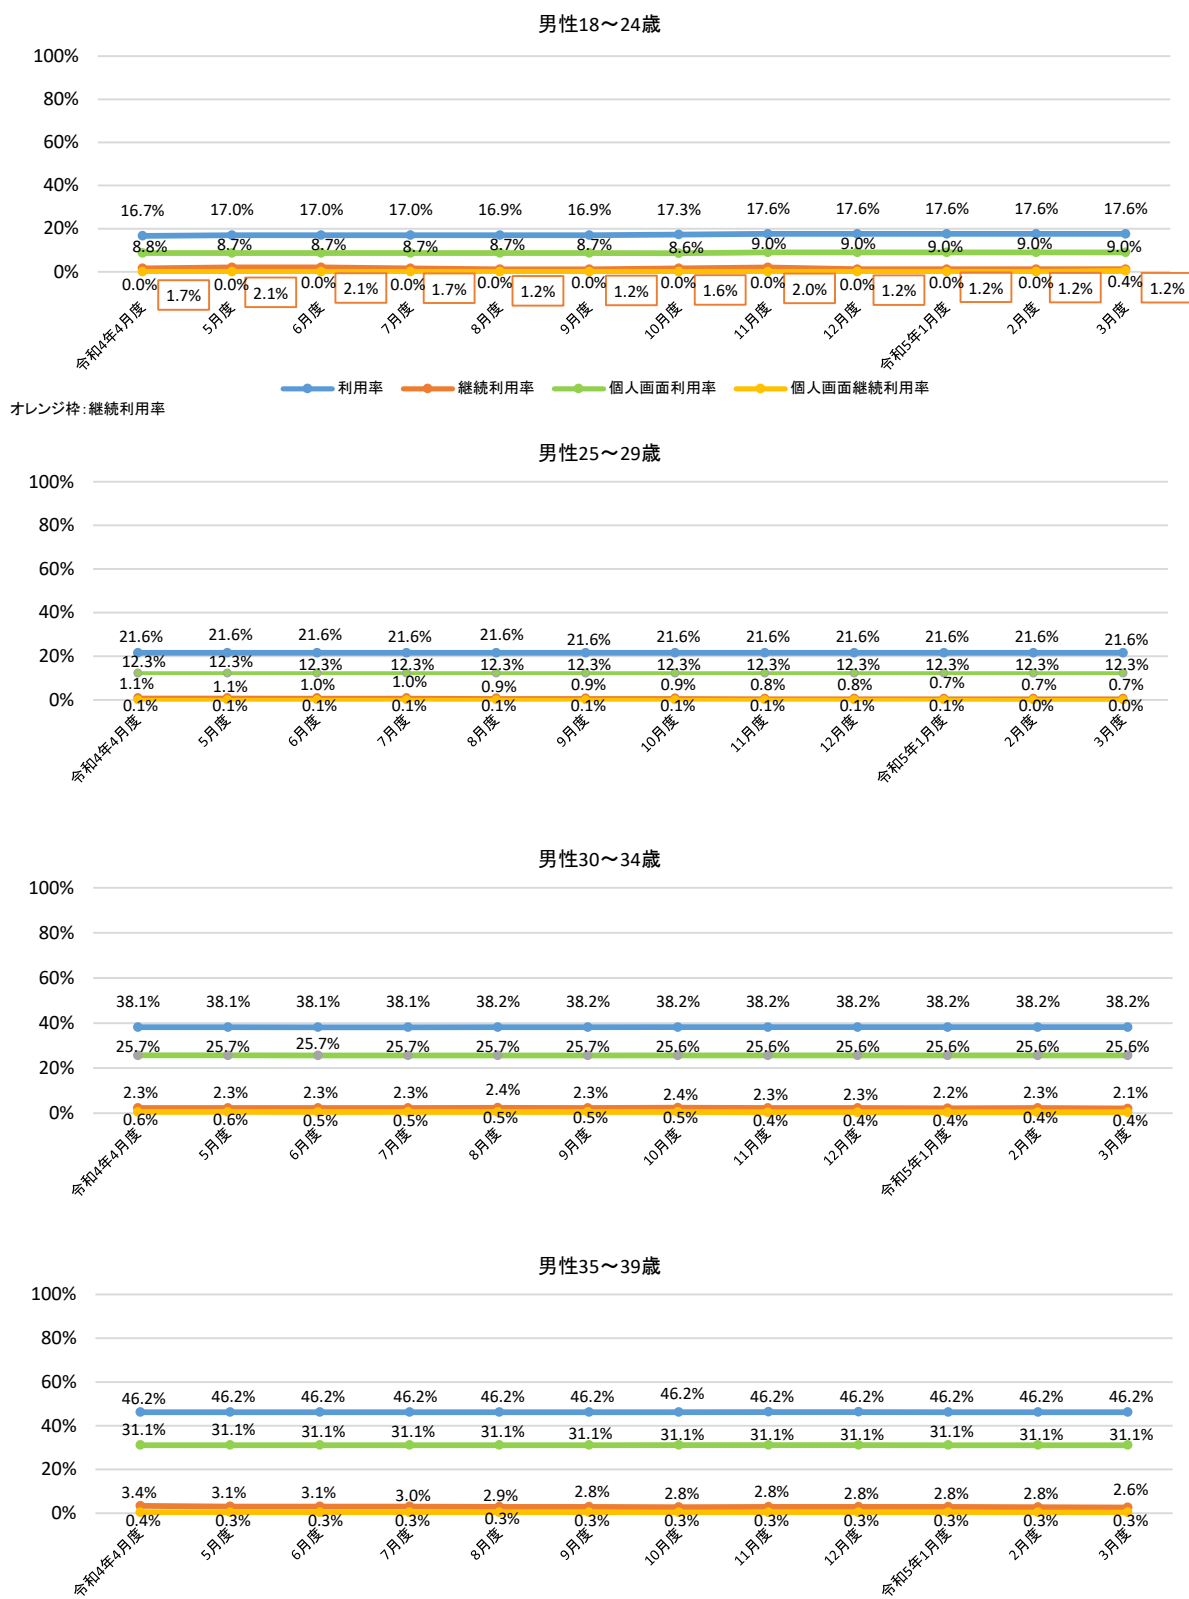 男性18～24歳
100%
80%
60%
40%
20%
0%
16.7% 17.0% 17.0% 17.0% 16.9% 16.9% 17.3% 17.6% 17.6% 17.6% 17.6% 17.6%
8.8% 8.7% 8.7% 8.7% 8.7% 8.7% 8.6% 9.0% 9.0% 9.0% 9.0% 9.0%
0.0% 0.0% 0.0% 0.0% 0.0% 0.0% 0.0% 0.0% 0.0% 0.0% 0.0% 0.4%
1.7% 2.1% 2.1% 1.7% 1.2% 1.2% 1.6% 2.0% 1.2% 1.2% 1.2% 1.2%
令和4年4月度 5月度 6月度 7月度 8月度 9月度 10月度 11月度 12月度 令和5年1月度 2月度 3月度
利用率 継続利用率 個人画面利用率 個人画面継続利用率
オレンジ枠：継続利用率
男性25～29歳
100%
80%
60%
40%
20%
0%
21.6% 21.6% 21.6% 21.6% 21.6% 21.6% 21.6% 21.6% 21.6% 21.6% 21.6% 21.6%
12.3% 12.3% 12.3% 12.3% 12.3% 12.3% 12.3% 12.3% 12.3% 12.3% 12.3% 12.3%
1.1% 1.1% 1.0% 1.0% 0.9% 0.9% 0.9% 0.8% 0.8% 0.7% 0.7% 0.7%
0.1% 0.1% 0.1% 0.1% 0.1% 0.1% 0.1% 0.1% 0.1% 0.1% 0.0% 0.0%
令和4年4月度 5月度 6月度 7月度 8月度 9月度 10月度 11月度 12月度 令和5年1月度 2月度 3月度
男性30～34歳
100%
80%
60%
40%
20%
0%
38.1% 38.1% 38.1% 38.1% 38.2% 38.2% 38.2% 38.2% 38.2% 38.2% 38.2% 38.2%
25.7% 25.7% 25.7% 25.7% 25.7% 25.7% 25.6% 25.6% 25.6% 25.6% 25.6% 25.6%
2.3% 2.3% 2.3% 2.3% 2.4% 2.3% 2.4% 2.3% 2.3% 2.2% 2.3% 2.1%
0.6% 0.6% 0.5% 0.5% 0.5% 0.5% 0.5% 0.4% 0.4% 0.4% 0.4% 0.4%
令和4年4月度 5月度 6月度 7月度 8月度 9月度 10月度 11月度 12月度 令和5年1月度 2月度 3月度
男性35～39歳
100%
80%
60%
40%
20%
0%
46.2% 46.2% 46.2% 46.2% 46.2% 46.2% 46.2% 46.2% 46.2% 46.2% 46.2% 46.2%
31.1% 31.1% 31.1% 31.1% 31.1% 31.1% 31.1% 31.1% 31.1% 31.1% 31.1% 31.1%
3.4% 3.1% 3.1% 3.0% 2.9% 2.8% 2.8% 2.8% 2.8% 2.8% 2.8% 2.6%
0.4% 0.3% 0.3% 0.3% 0.3% 0.3% 0.3% 0.3% 0.3% 0.3% 0.3% 0.3%
令和4年4月度 5月度 6月度 7月度 8月度 9月度 10月度 11月度 12月度 令和5年1月度 2月度 3月度